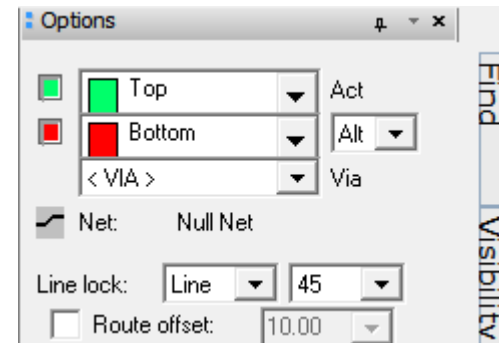 Options
Top Act
Bottom Alt
< VIA > Via
Net: Null Net
Line lock: Line 45
Route offset: 10.00
Find
Visibility